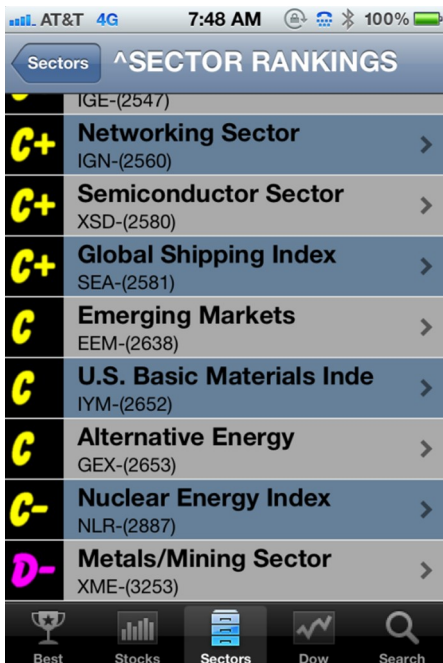 AT&T 4G 7:48 AM 100%
Sectors ^SECTOR RANKINGS
IGE-(2547)
C+ Networking Sector
IGN-(2560)
C+ Semiconductor Sector
XSD-(2580)
C+ Global Shipping Index
SEA-(2581)
C Emerging Markets
EEM-(2638)
C U.S. Basic Materials Inde
IYM-(2652)
C Alternative Energy
GEX-(2653)
C- Nuclear Energy Index
NLR-(2887)
D- Metals/Mining Sector
XME-(3253)
Best Stocks Sectors Dow Search